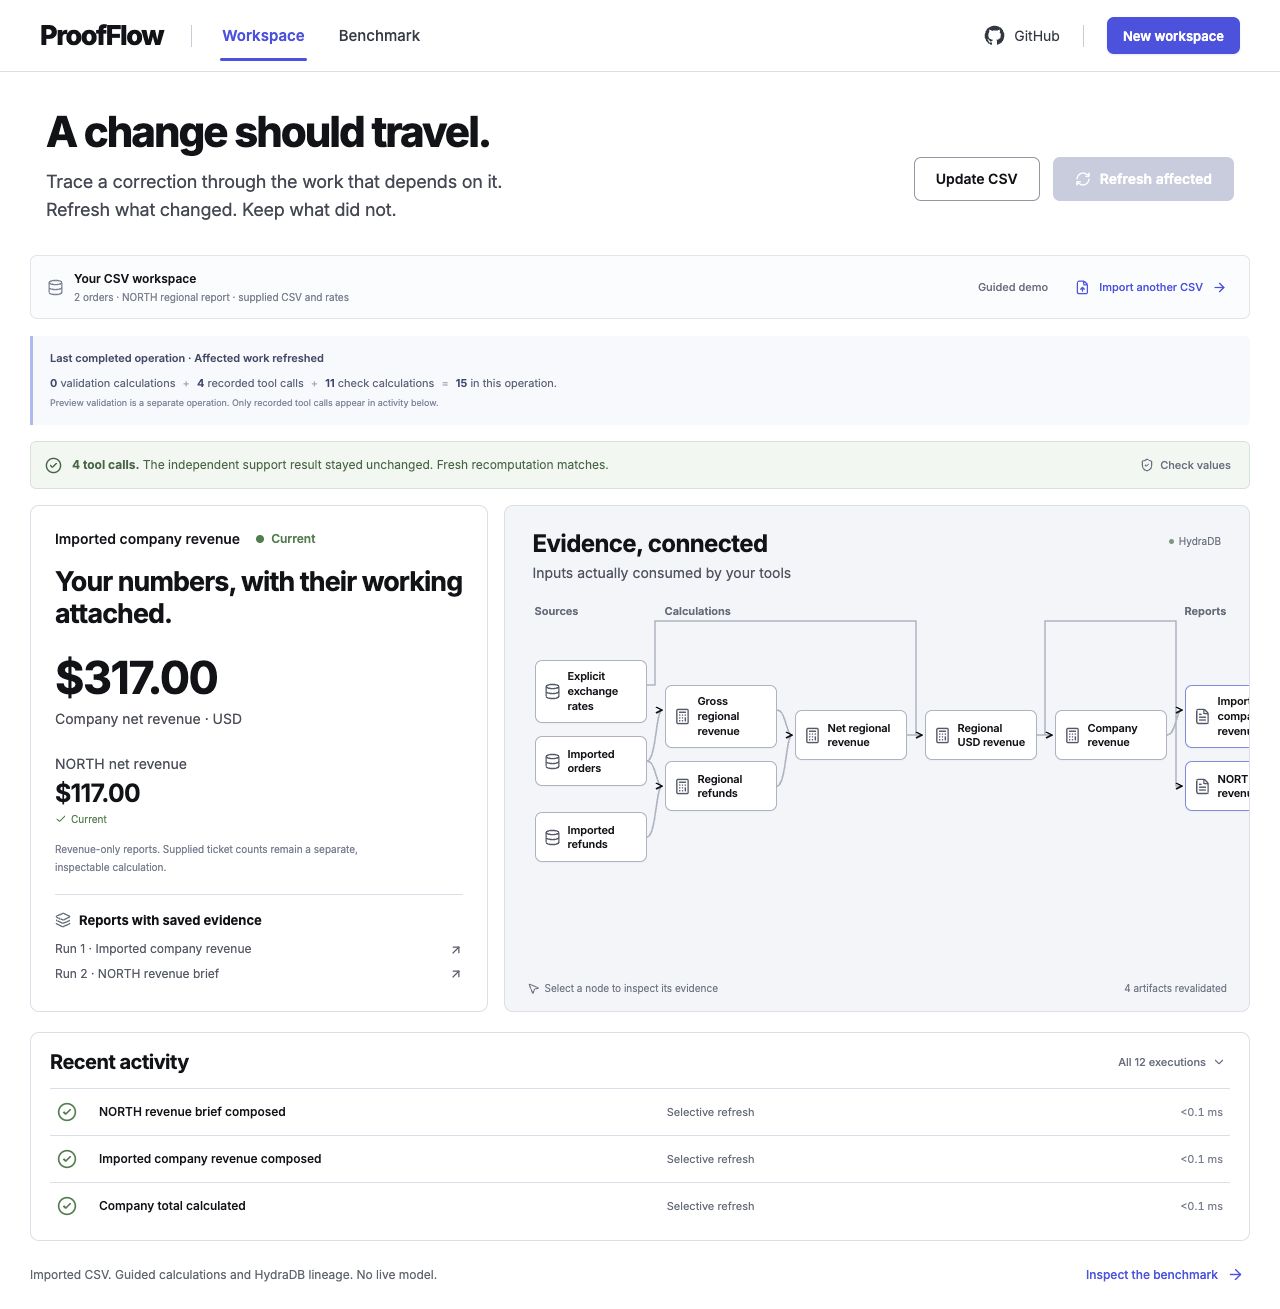 ProofFlow
Workspace
Benchmark
GitHub
New workspace
A change should travel.
Trace a correction through the work that depends on it.
Refresh what changed. Keep what did not.
Update CSV
Refresh affected
Your CSV workspace
2 orders · NORTH regional report · supplied CSV and rates
Guided demo
Import another CSV
Last completed operation · Affected work refreshed
0 validation calculations + 4 recorded tool calls + 11 check calculations = 15 in this operation.
Preview validation is a separate operation. Only recorded tool calls appear in activity below.
4 tool calls. The independent support result stayed unchanged. Fresh recomputation matches.
Check values
Imported company revenue
Current
Your numbers, with their working
attached.
$317.00
Company net revenue · USD
NORTH net revenue
$117.00
Current
Revenue-only reports. Supplied ticket counts remain a separate,
inspectable calculation.
Reports with saved evidence
Run 1 · Imported company revenue
Run 2 · NORTH revenue brief
Evidence, connected
HydraDB
Inputs actually consumed by your tools
Sources
Calculations
Reports
Explicit
exchange
rates
Imported
orders
Imported
refunds
Gross
regional
revenue
Regional
refunds
Net regional
revenue
Regional
USD revenue
Company
revenue
Import
compa
revenu
NORT
revenu
Select a node to inspect its evidence
4 artifacts revalidated
Recent activity
All 12 executions
NORTH revenue brief composed
Selective refresh
<0.1 ms
Imported company revenue composed
Selective refresh
<0.1 ms
Company total calculated
Selective refresh
<0.1 ms
Imported CSV. Guided calculations and HydraDB lineage. No live model.
Inspect the benchmark